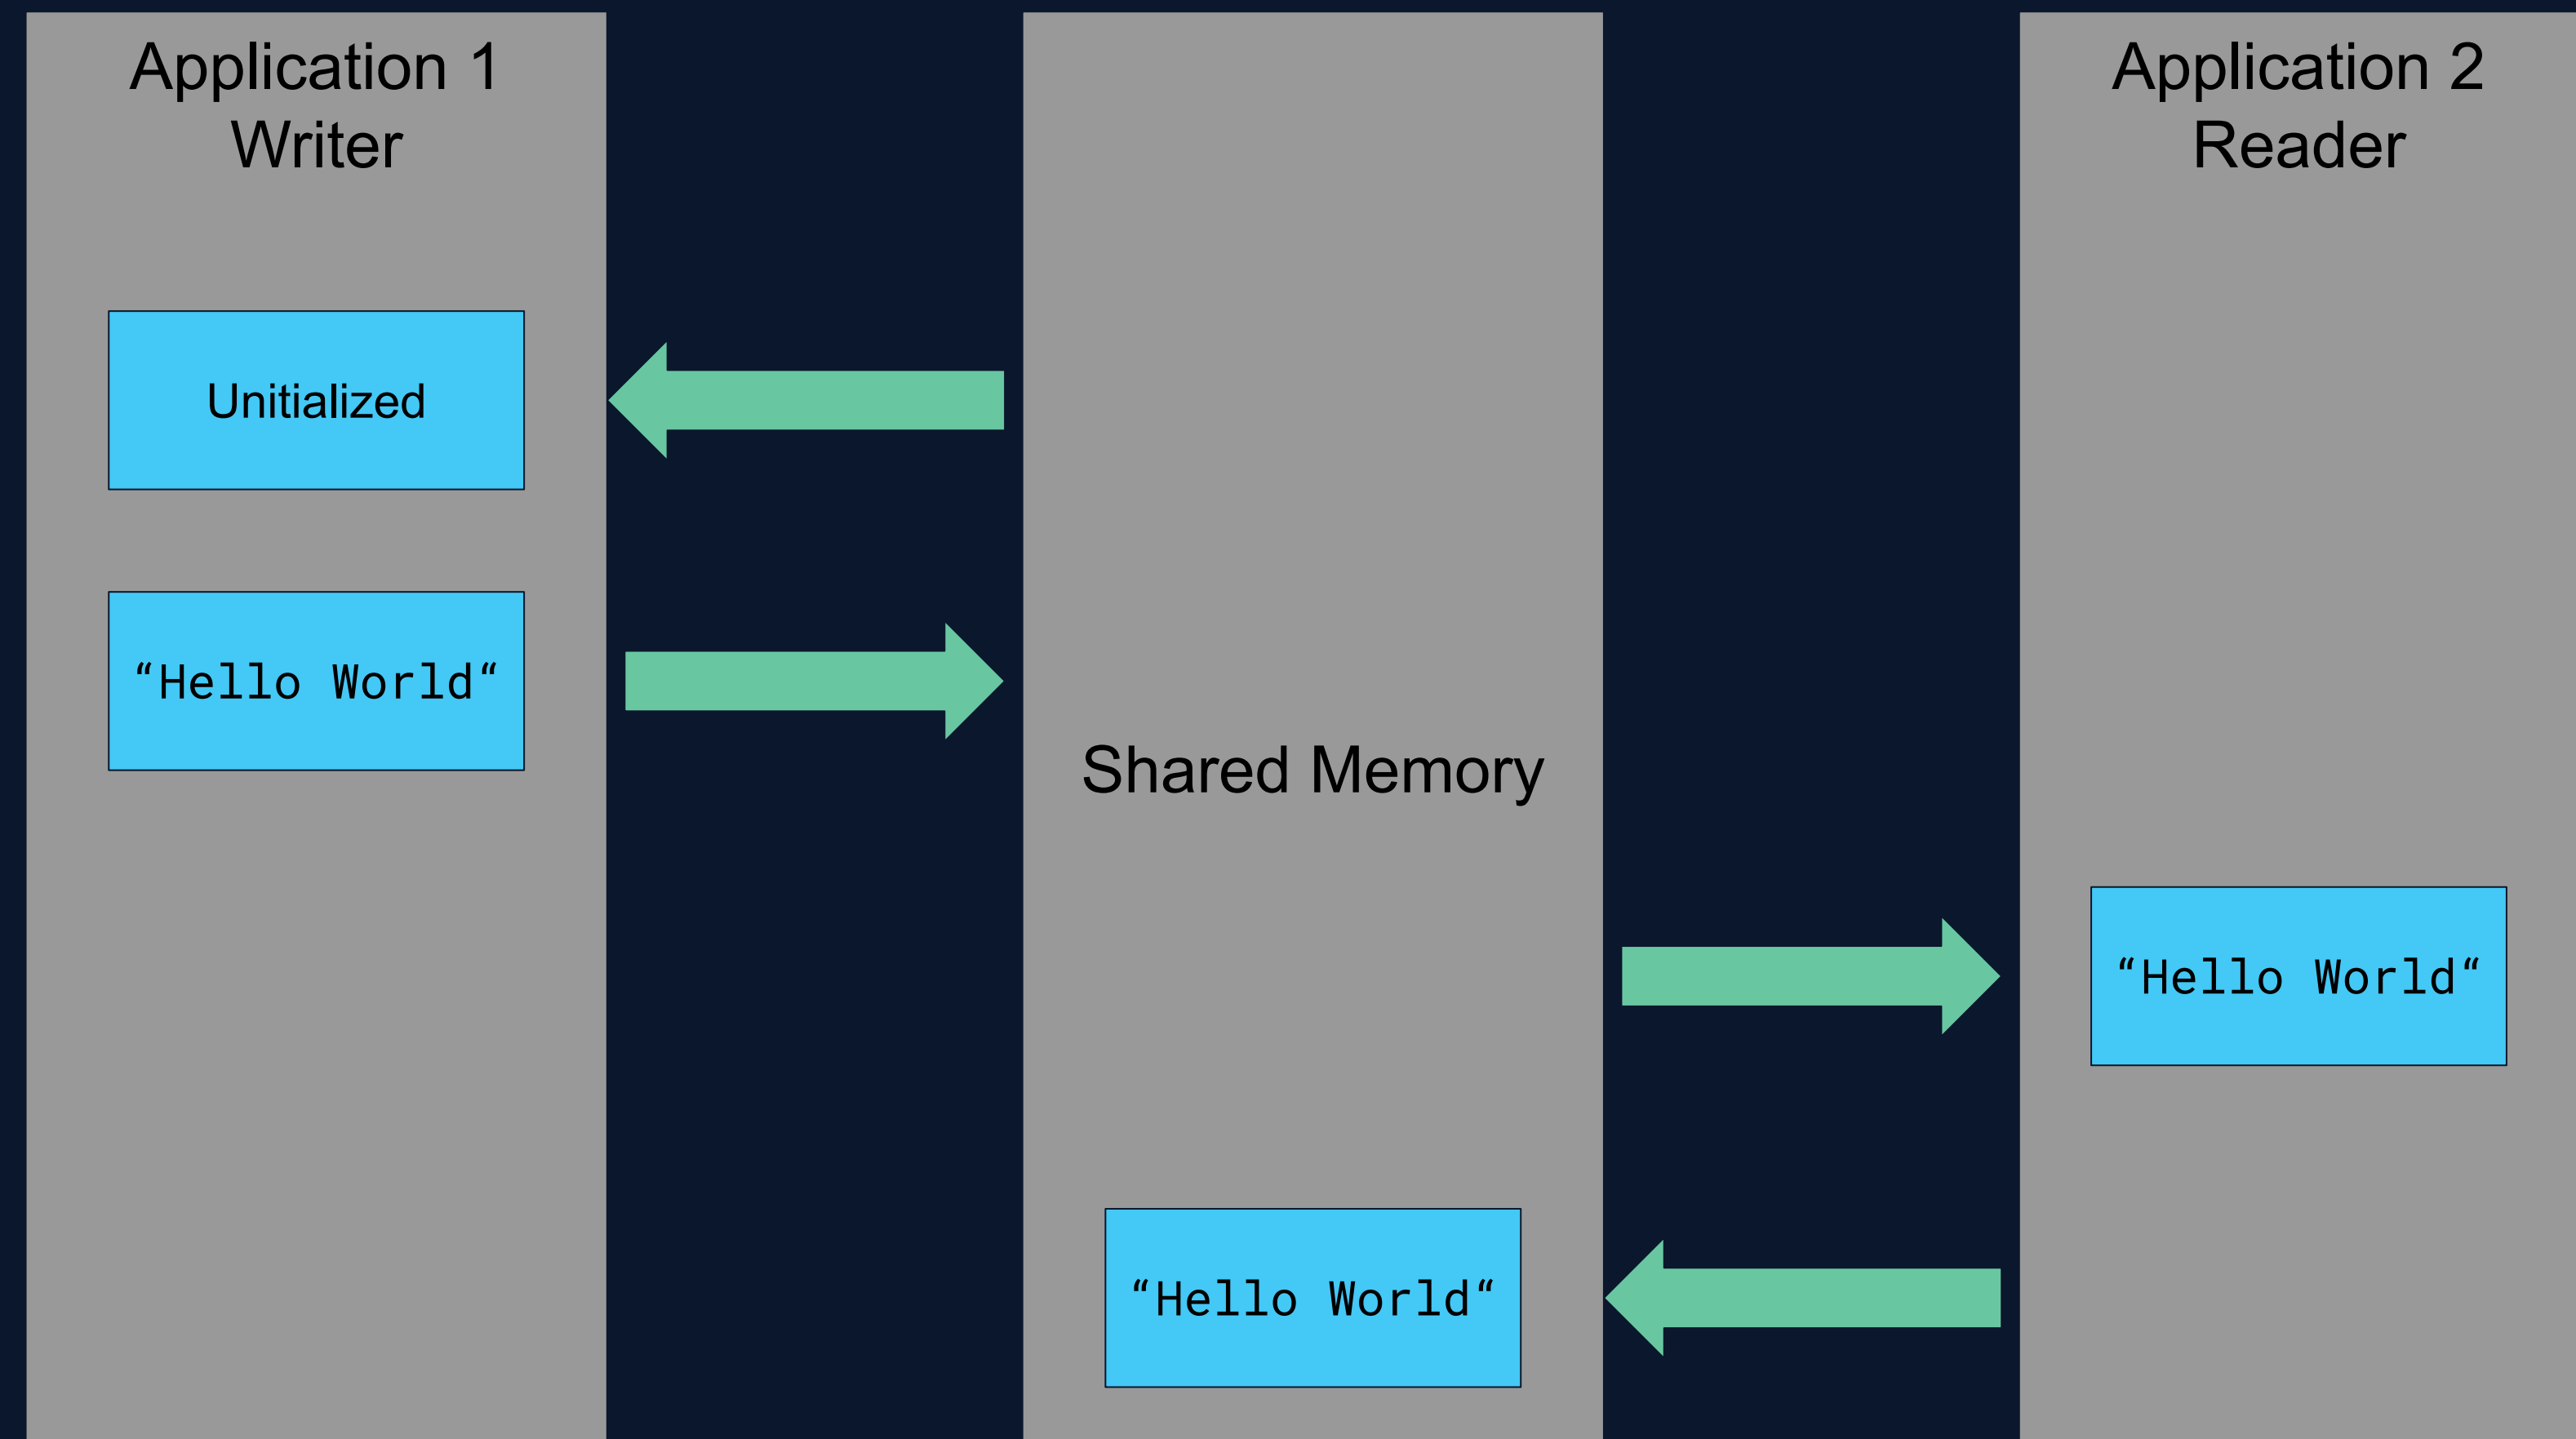 Application 1
Writer
Unitialized
“Hello World“
Shared Memory
“Hello World“
Application 2
Reader
“Hello World“